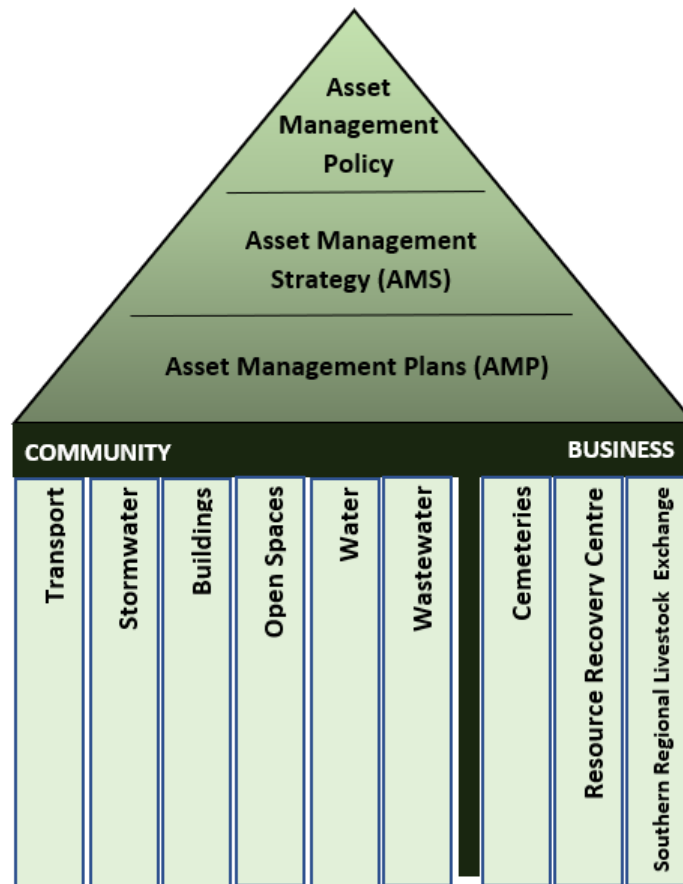 Asset
Management
Policy
Asset Management
Strategy (AMS)
Asset Management Plans (AMP)
COMMUNITY
BUSINESS
Transport
Stormwater
Buildings
Open Spaces
Water
Wastewater
Cemeteries
Resource Recovery Centre
Southern Regional Livestock Exchange